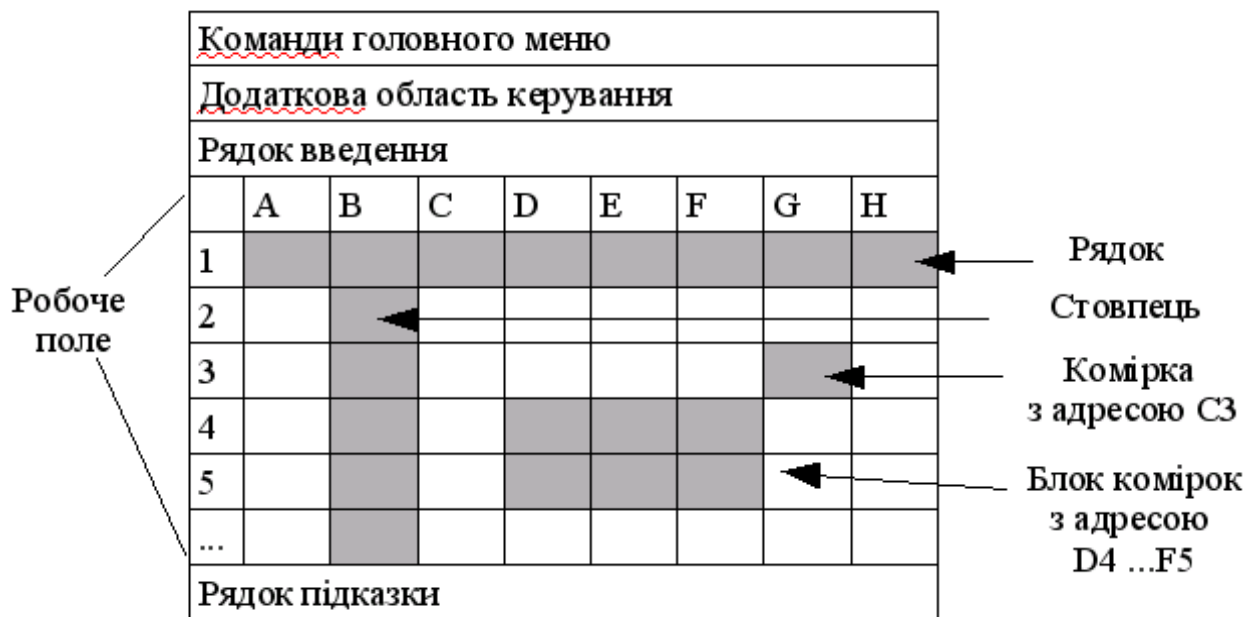 Команди головного меню
Додаткова область керування
Рядок введення
A B C D E F G H
1
2
3
4
5
...
Рядок підказки
Робоче
поле
Рядок
Стовпець
Комірка
з адресою C3
Блок комірок
з адресою
D4 ...F5